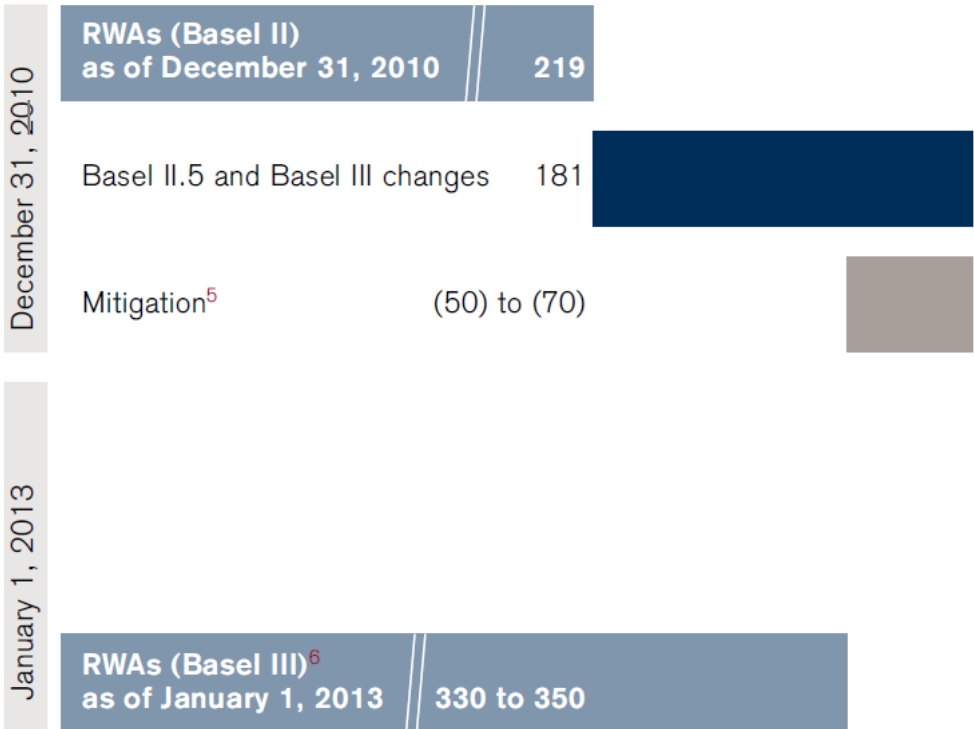 December 31, 2010
RWAs (Basel II)
as of December 31, 2010 219
Basel II.5 and Basel III changes 181
Mitigation5 (50) to (70)
January 1, 2013
RWAs (Basel III)6
as of January 1, 2013 330 to 350